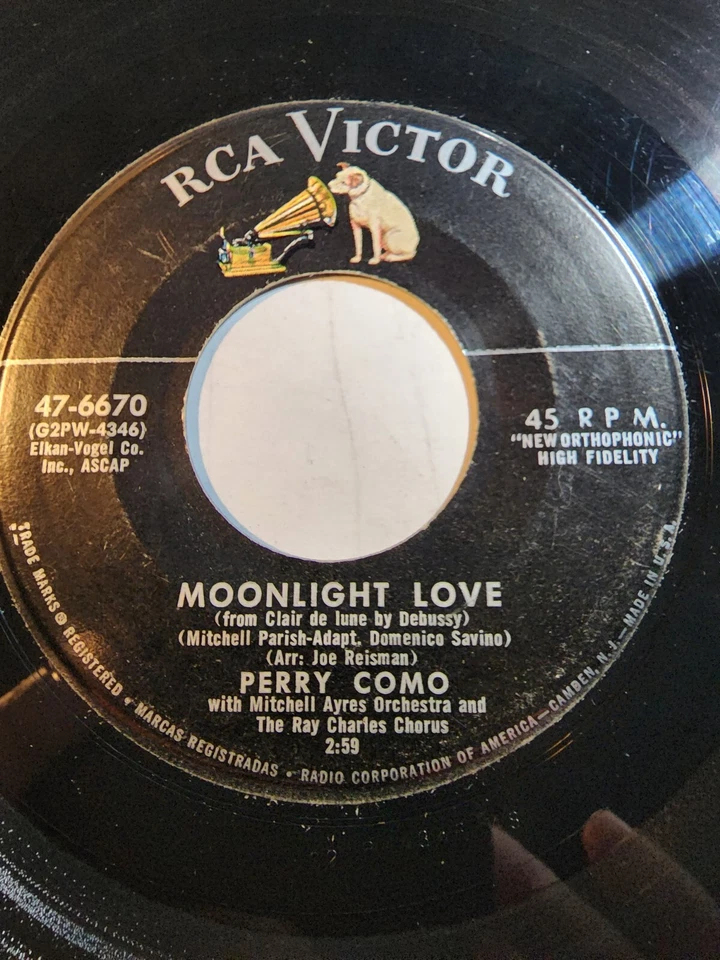 RCA VICTOR
47-6670
(G2PW-4346)
Elkan-Vogel Co.
Inc., ASCAP
45 R P M.
"NEW ORTHOPHONIC"
HIGH FIDELITY
MOONLIGHT LOVE
(from Clair de lune by Debussy)
(Mitchell Parish-Adapt. Domenico Savino)
(Arr: Joe Reisman)
PERRY COMO
with Mitchell Ayres' Orchestra and
The Ray Charles Chorus
2:59
TRADE MARKS ® REGISTERED • MARCAS REGISTRADAS • RADIO CORPORATION OF AMERICA—CAMDEN, N. J.—MADE IN U.S.A.